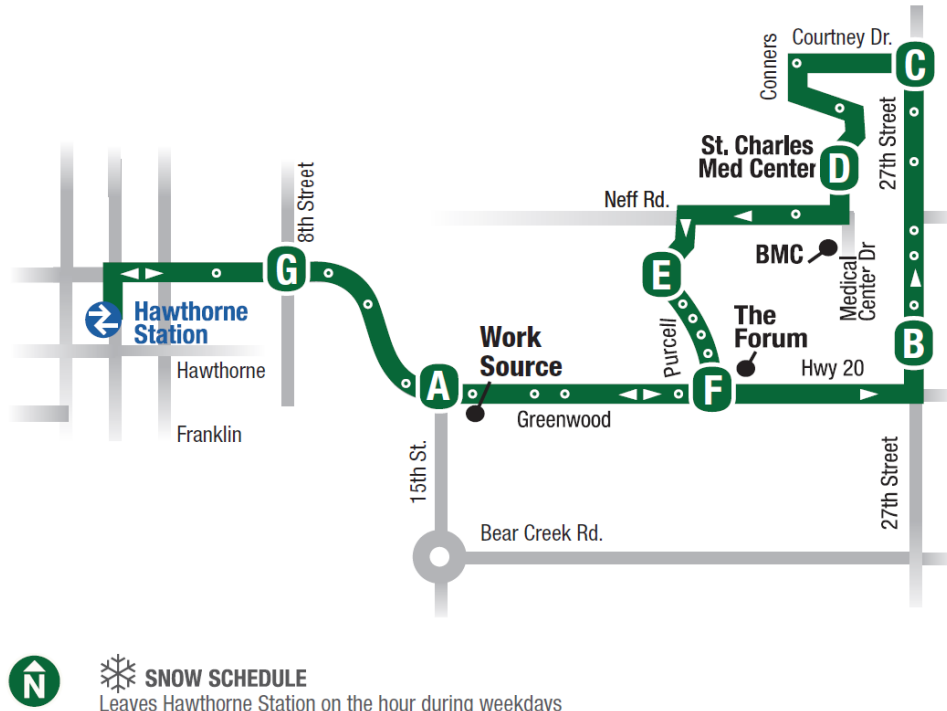 Courtney Dr.
Conners
C
27th Street
St. Charles
Med Center
D
8th Street
Neff Rd.
BMC
Medical
Center Dr
G
E
Hawthorne
Station
The
Forum
Purcell
Work
Source
B
Hawthorne
Hwy 20
A
F
Greenwood
Franklin
15th St.
27th Street
Bear Creek Rd.
N
SNOW SCHEDULE
Leaves Hawthorne Station on the hour during weekdays